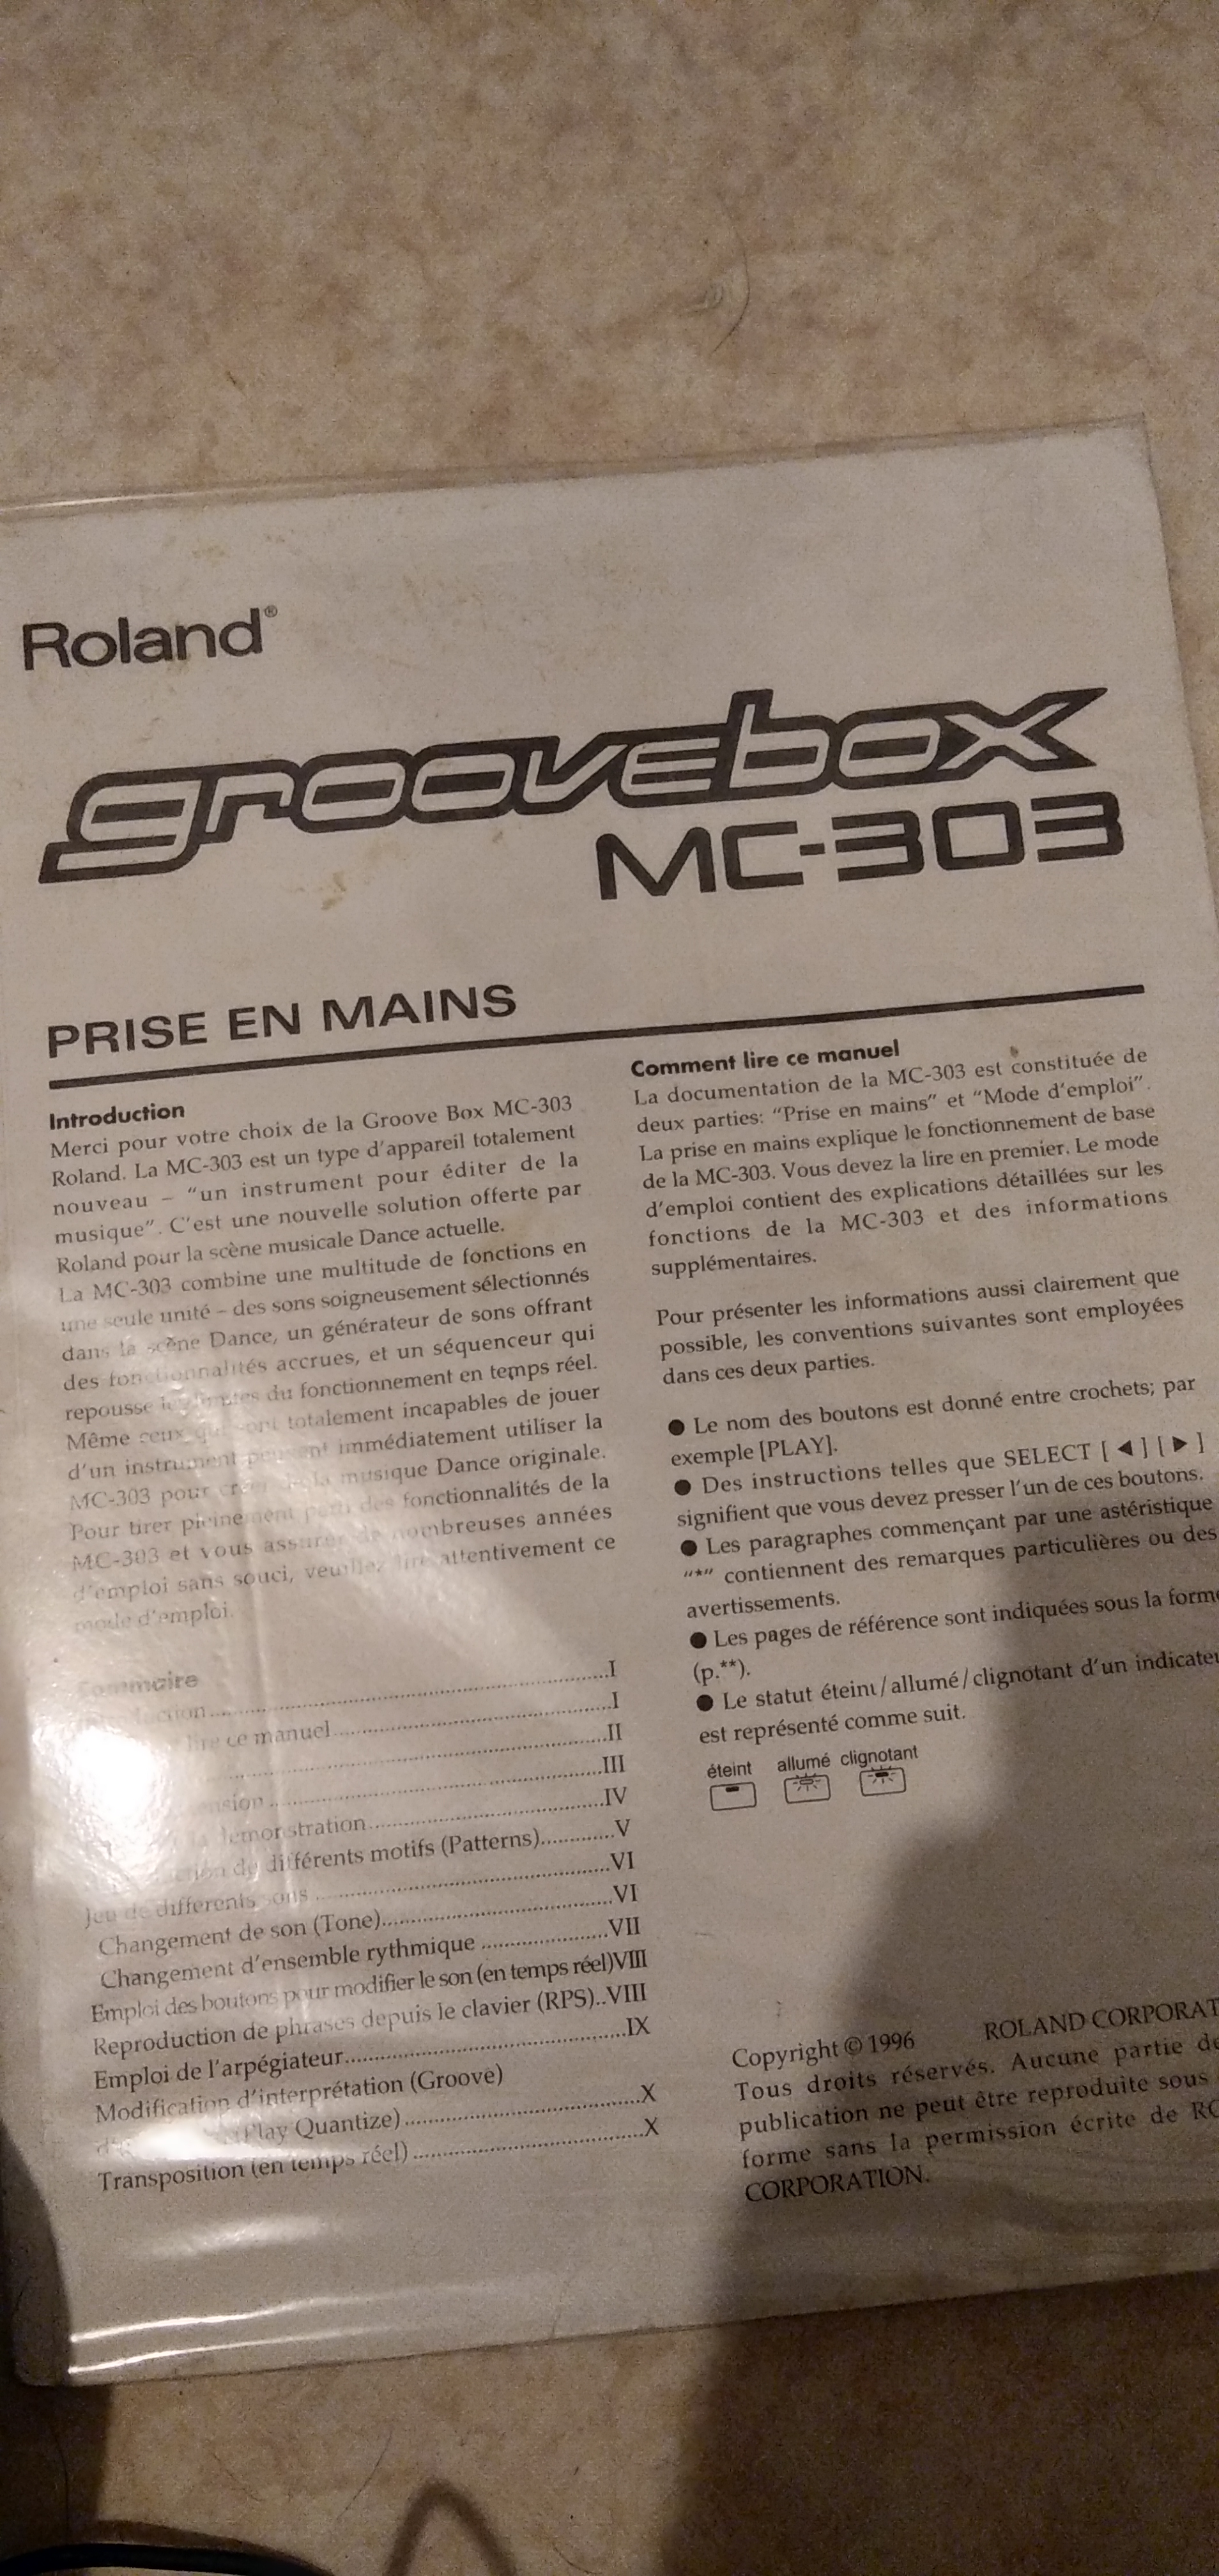 Roland®
groovebox
MC-303
PRISE EN MAINS
Introduction
Merci pour votre choix de la Groove Box MC-303
Roland. La MC-303 est un type d'appareil totalement
nouveau – "un instrument pour éditer de la
musique". C'est une nouvelle solution offerte par
Roland pour la scène musicale Dance actuelle.
La MC-303 combine une multitude de fonctions en
une seule unité – des sons soigneusement sélectionnés
dans la scène Dance, un générateur de sons offrant
des fonctionnalités accrues, et un séquenceur qui
repousse les limites du fonctionnement en temps réel.
Même ceux qui sont totalement incapables de jouer
d'un instrument peuvent immédiatement utiliser la
MC-303 pour créer de la musique Dance originale.
Pour tirer pleinement parti des fonctionnalités de la
MC-303 et vous assurer de nombreuses années
d'emploi sans souci, veuillez lire attentivement ce
mode d'emploi.
Sommaire
..........I
lire ce manuel..........I
..........II
..........III
démonstration..........IV
de différents motifs (Patterns)..........V
Jeu de differents sons ..........VI
Changement de son (Tone)..........VI
Changement d'ensemble rythmique ..........VII
Emploi des boutons pour modifier le son (en temps réel)VIII
Reproduction de phrases depuis le clavier (RPS)..VIII
Emploi de l'arpégiateur..........IX
Modification d'interprétation (Groove)
(Play Quantize)..........X
Transposition (en temps réel)..........X
Comment lire ce manuel
La documentation de la MC-303 est constituée de
deux parties: "Prise en mains" et "Mode d'emploi".
La prise en mains explique le fonctionnement de base
de la MC-303. Vous devez la lire en premier. Le mode
d'emploi contient des explications détaillées sur les
fonctions de la MC-303 et des informations
supplémentaires.
Pour présenter les informations aussi clairement que
possible, les conventions suivantes sont employées
dans ces deux parties.
● Le nom des boutons est donné entre crochets; par
exemple [PLAY].
● Des instructions telles que SELECT [ ◀ ] [ ▶ ]
signifient que vous devez presser l'un de ces boutons.
● Les paragraphes commençant par une astéristique
"*" contiennent des remarques particulières ou des
avertissements.
● Les pages de référence sont indiquées sous la forme
(p.**).
● Le statut éteint/allumé/clignotant d'un indicateu
est représenté comme suit.
éteint allumé clignotant
Copyright © 1996 ROLAND CORPORAT
Tous droits réservés. Aucune partie de
publication ne peut être reproduite sous
forme sans la permission écrite de RO
CORPORATION.